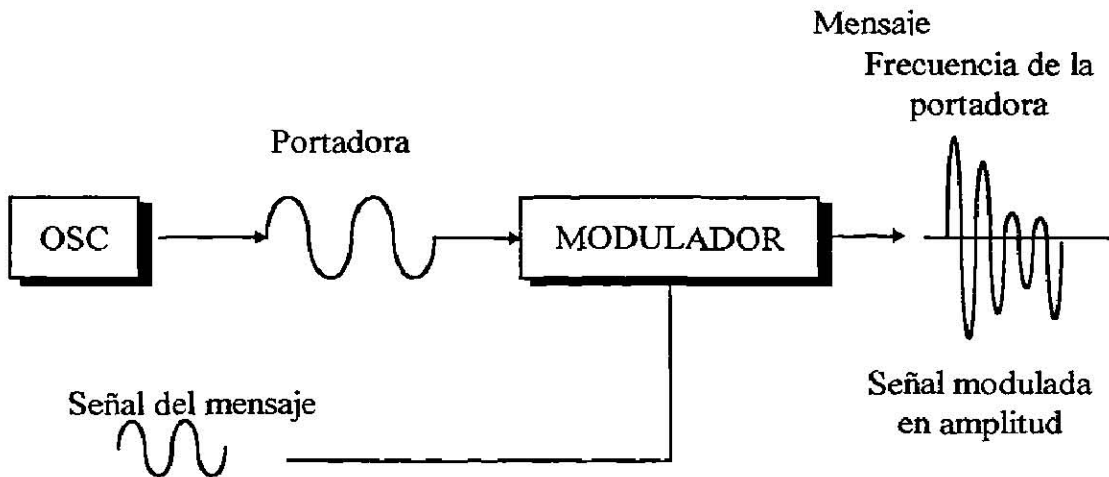 Mensaje
Frecuencia de la
portadora
Portadora
OSC
MODULADOR
Señal del mensaje
Señal modulada
en amplitud